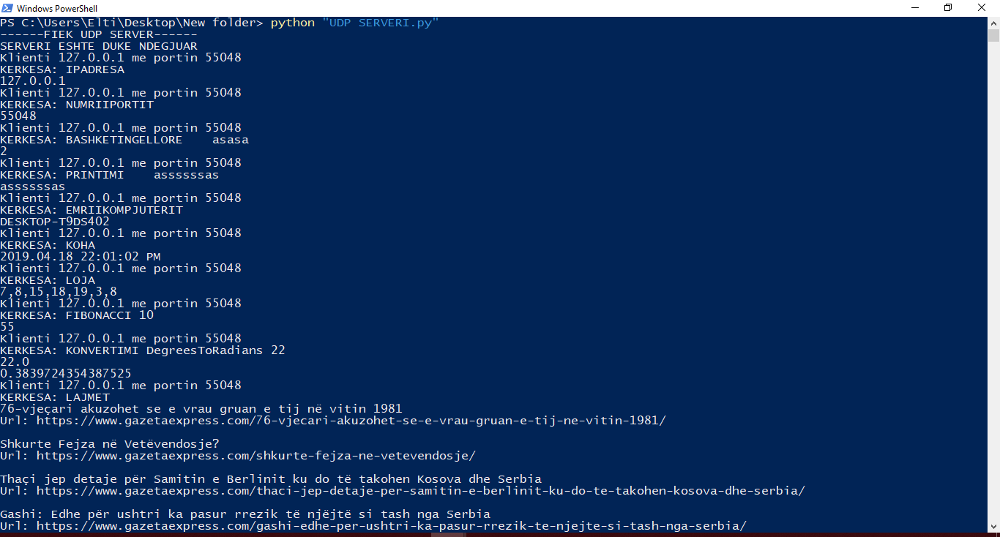 Windows PowerShell
PS C:\Users\Elti\Desktop\New folder> python "UDP SERVERI.py"
------FIEK UDP SERVER------
SERVERI ESHTE DUKE NDEGJUAR
Klienti 127.0.0.1 me portin 55048
KERKESA: IPADRESA
127.0.0.1
Klienti 127.0.0.1 me portin 55048
KERKESA: NUMRIIPORTIT
55048
Klienti 127.0.0.1 me portin 55048
KERKESA: BASHKETINGELLORE    asasa
2
Klienti 127.0.0.1 me portin 55048
KERKESA: PRINTIMI    assssssas
assssssas
Klienti 127.0.0.1 me portin 55048
KERKESA: EMRIIKOMPJUTERIT
DESKTOP-T9DS402
Klienti 127.0.0.1 me portin 55048
KERKESA: KOHA
2019.04.18 22:01:02 PM
Klienti 127.0.0.1 me portin 55048
KERKESA: LOJA
7,8,15,18,19,3,8
Klienti 127.0.0.1 me portin 55048
KERKESA: FIBONACCI 10
55
Klienti 127.0.0.1 me portin 55048
KERKESA: KONVERTIMI DegreesToRadians 22
22.0
0.3839724354387525
Klienti 127.0.0.1 me portin 55048
KERKESA: LAJMET
76-vjeçari akuzohet se e vrau gruan e tij në vitin 1981
Url: https://www.gazetaexpress.com/76-vjecari-akuzohet-se-e-vrau-gruan-e-tij-ne-vitin-1981/
Shkurte Fejza në Vetëvendosje?
Url: https://www.gazetaexpress.com/shkurte-fejza-ne-vetevendosje/
Thaçi jep detaje për Samitin e Berlinit ku do të takohen Kosova dhe Serbia
Url: https://www.gazetaexpress.com/thaci-jep-detaje-per-samitin-e-berlinit-ku-do-te-takohen-kosova-dhe-serbia/
Gashi: Edhe për ushtri ka pasur rrezik të njëjtë si tash nga Serbia
Url: https://www.gazetaexpress.com/gashi-edhe-per-ushtri-ka-pasur-rrezik-te-njejte-si-tash-nga-serbia/